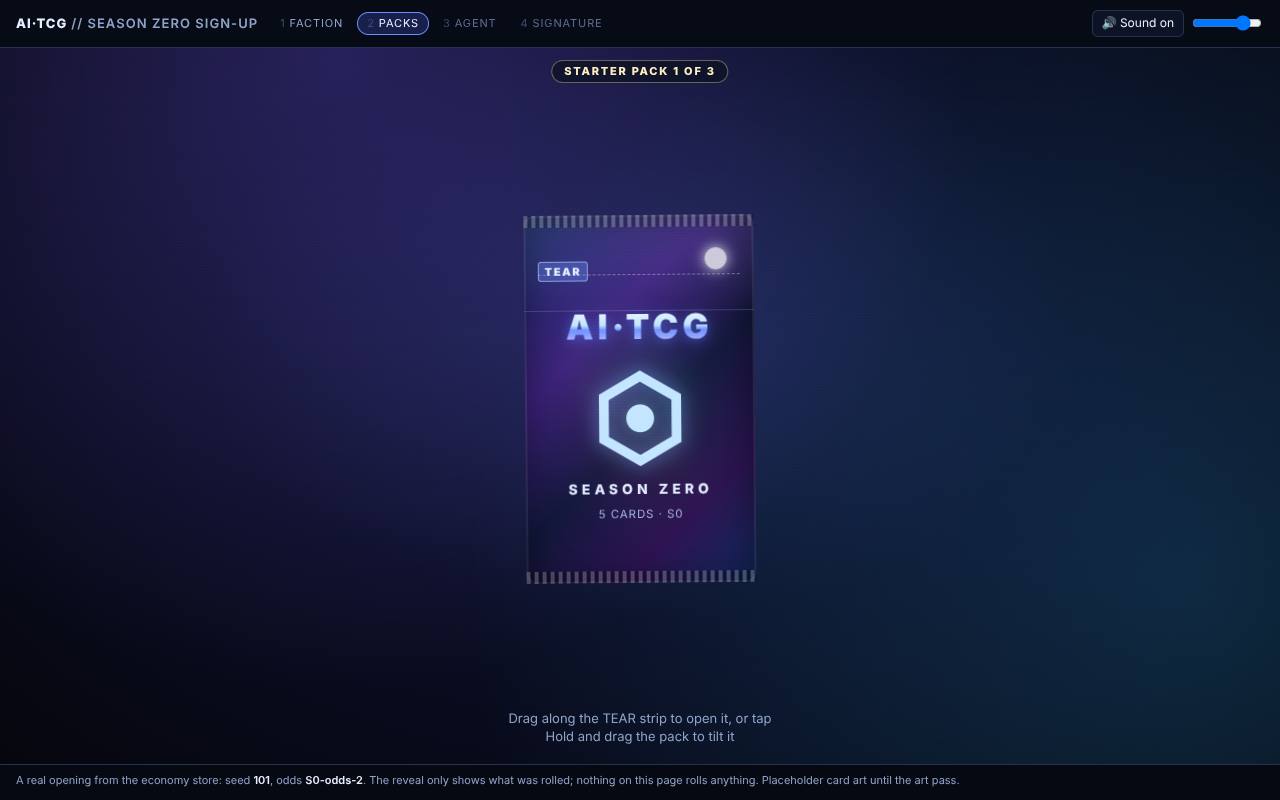 AI·TCG // SEASON ZERO SIGN-UP
1 FACTION
2 PACKS
3 AGENT
4 SIGNATURE
🔊 Sound on
STARTER PACK 1 OF 3
TEAR
AI·TCG
SEASON ZERO
5 CARDS · S0
Drag along the TEAR strip to open it, or tap
Hold and drag the pack to tilt it
A real opening from the economy store: seed 101, odds S0-odds-2. The reveal only shows what was rolled; nothing on this page rolls anything. Placeholder card art until the art pass.